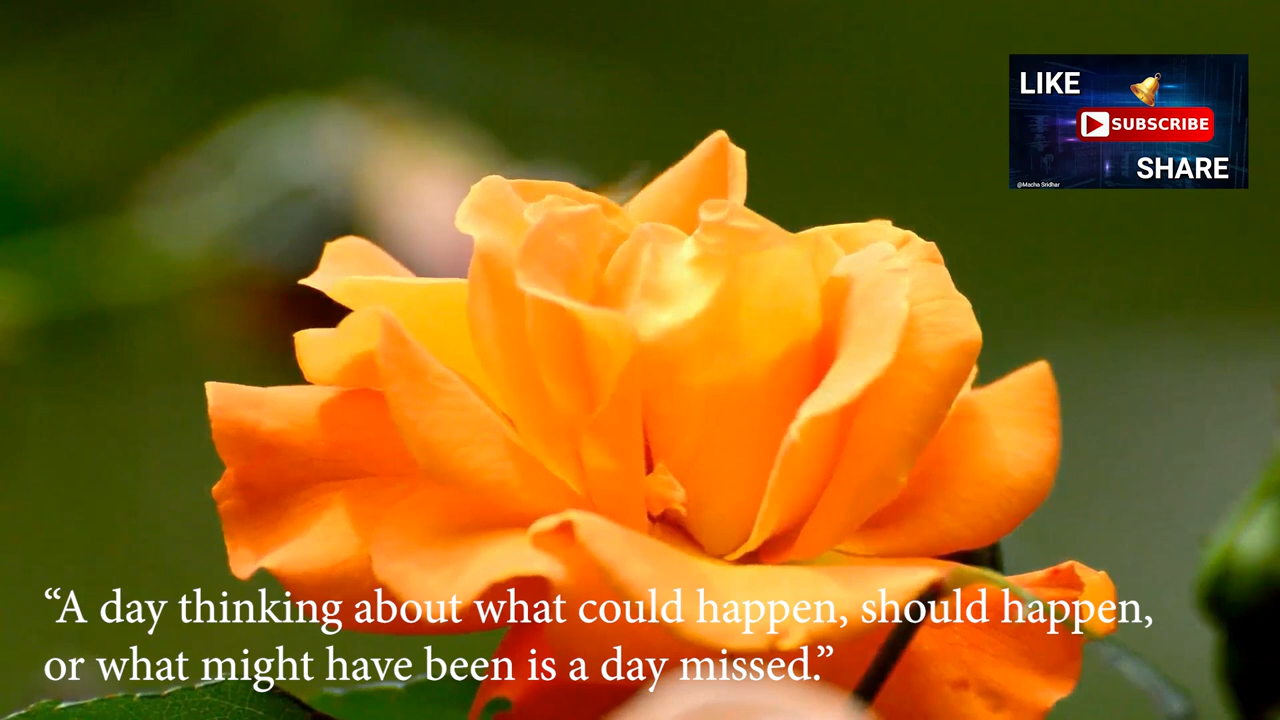 LIKE
SUBSCRIBE
SHARE
@Macha Sridhar
“A day thinking about what could happen, should happen,
or what might have been is a day missed.”